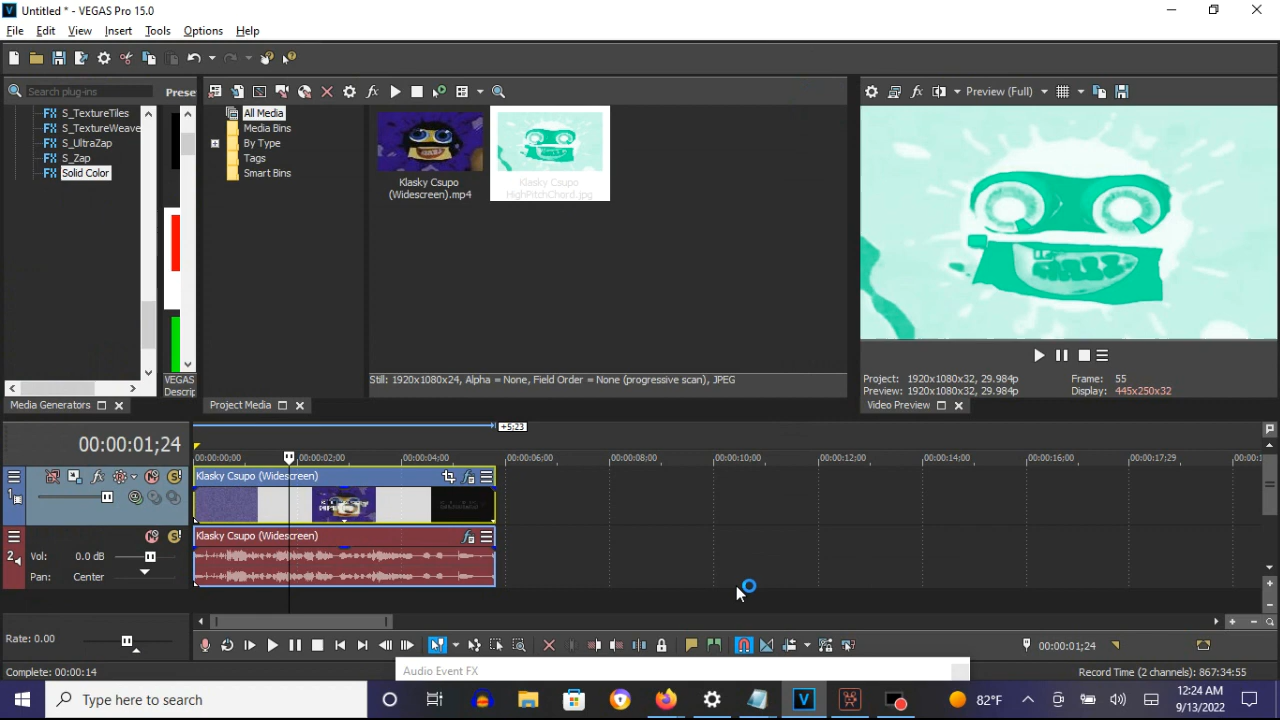 Untitled * - VEGAS Pro 15.0
File Edit View Insert Tools Options Help
Search plug-ins
Prese
Preview (Full)
S_TextureTiles
S_TextureWeave
S_UltraZap
S_Zap
Solid Color
All Media
Media Bins
By Type
Tags
Smart Bins
Klasky Csupo
(Widescreen).mp4
Klasky Csupo
HighPitchChord.jpg
VEGAS
Descrip
Still: 1920x1080x24, Alpha = None, Field Order = None (progressive scan), JPEG
Project: 1920x1080x32, 29.984p
Frame: 55
Preview: 1920x1080x32, 29.984p
Display: 445x250x32
Media Generators
Project Media
Video Preview
+5;23
00:00:01;24
00:00:00;00
00:00:02;00
00:00:04;00
00:00:06;00
00:00:08;00
00:00:10;00
00:00:12;00
00:00:14;00
00:00:16;00
00:00:17;29
00:00:1
1
Klasky Csupo (Widescreen)
2
Klasky Csupo (Widescreen)
Vol: 0.0 dB
Pan: Center
Rate: 0.00
00:00:01;24
Complete: 00:00:14
Audio Event FX
Record Time (2 channels): 867:34:55
Type here to search
82°F
12:24 AM
9/13/2022